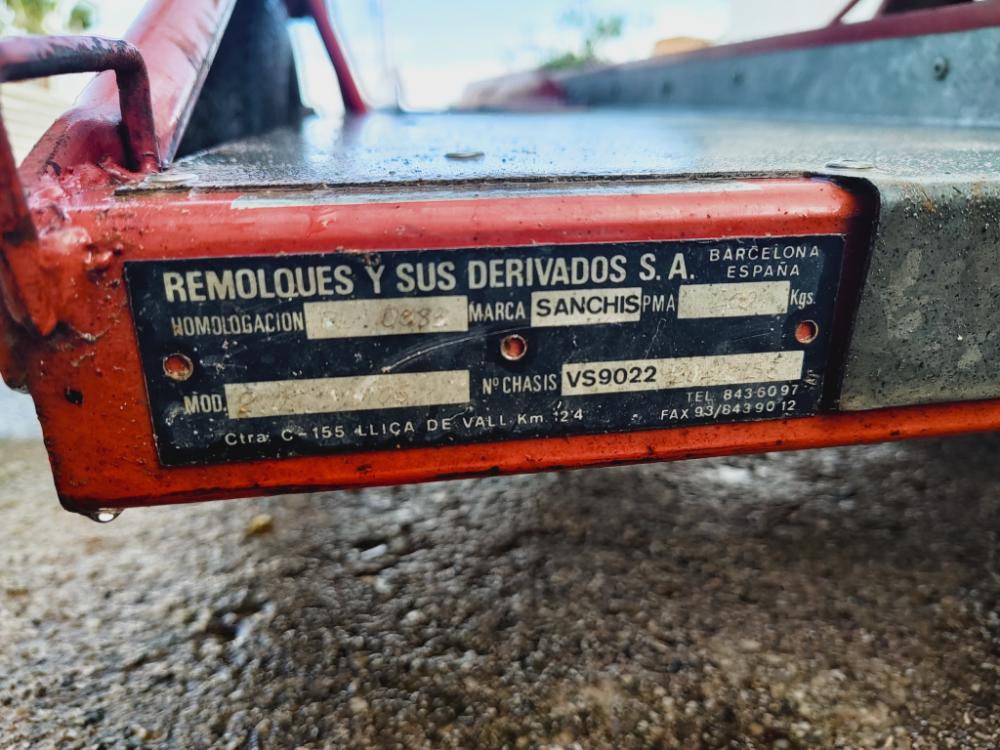 REMOLQUES Y SUS DERIVADOS S.A. BARCELONA ESPAÑA
HOMOLOGACION MARCA SANCHIS PMA Kgs.
MOD. Nº CHASIS VS9022
TEL 843·60 97
Ctra. C-155 LLIÇA DE VALL Km 2'4 FAX 93/843 90 12